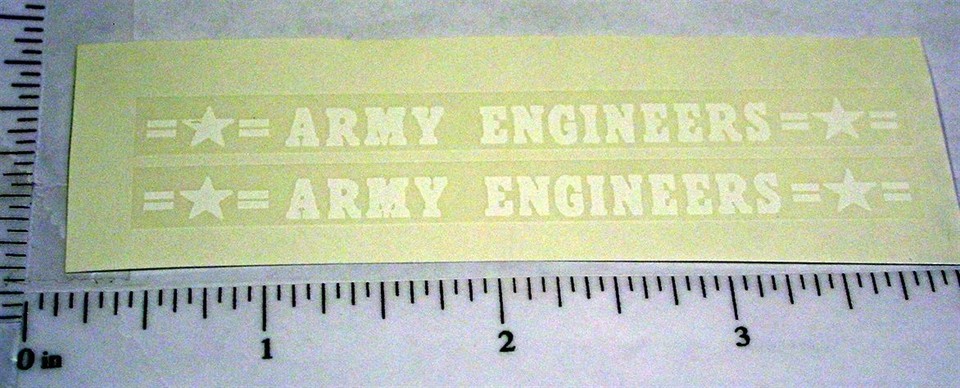 =★= ARMY ENGINEERS =★=
=★= ARMY ENGINEERS =★=
0 in 1 2 3